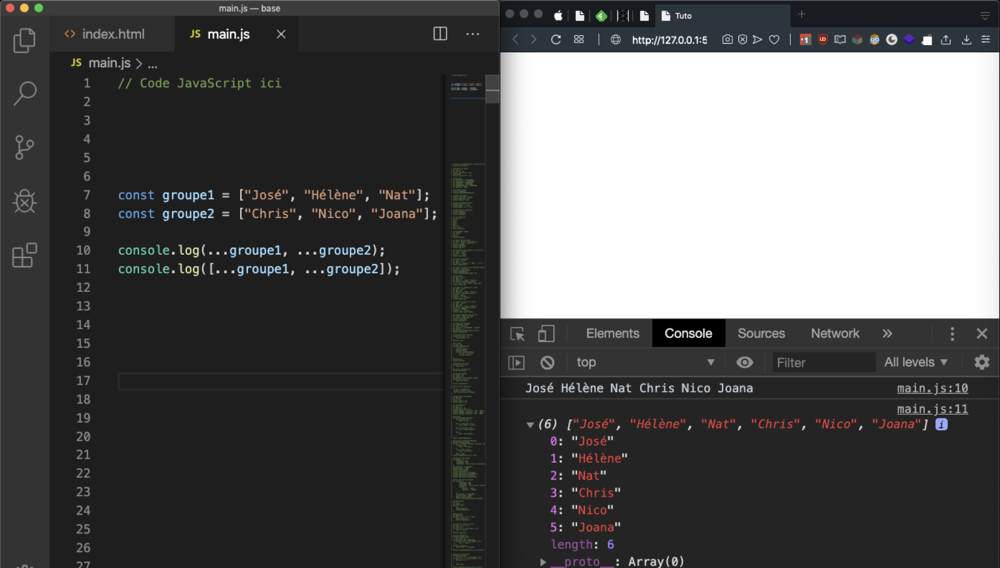 main.js — base
index.html
JS main.js
JS main.js > ...
1 // Code JavaScript ici
2
3
4
5
6
7 const groupe1 = ["José", "Hélène", "Nat"];
8 const groupe2 = ["Chris", "Nico", "Joana"];
9
10 console.log(...groupe1, ...groupe2);
11 console.log([...groupe1, ...groupe2]);
12
13
14
15
16
17
18
19
20
21
22
23
24
25
26
27
Tuto
http://127.0.0.1:5
1
Elements Console Sources Network »
top Filter All levels
José Hélène Nat Chris Nico Joana main.js:10
main.js:11
(6) ["José", "Hélène", "Nat", "Chris", "Nico", "Joana"] i
0: "José"
1: "Hélène"
2: "Nat"
3: "Chris"
4: "Nico"
5: "Joana"
length: 6
__proto__: Array(0)